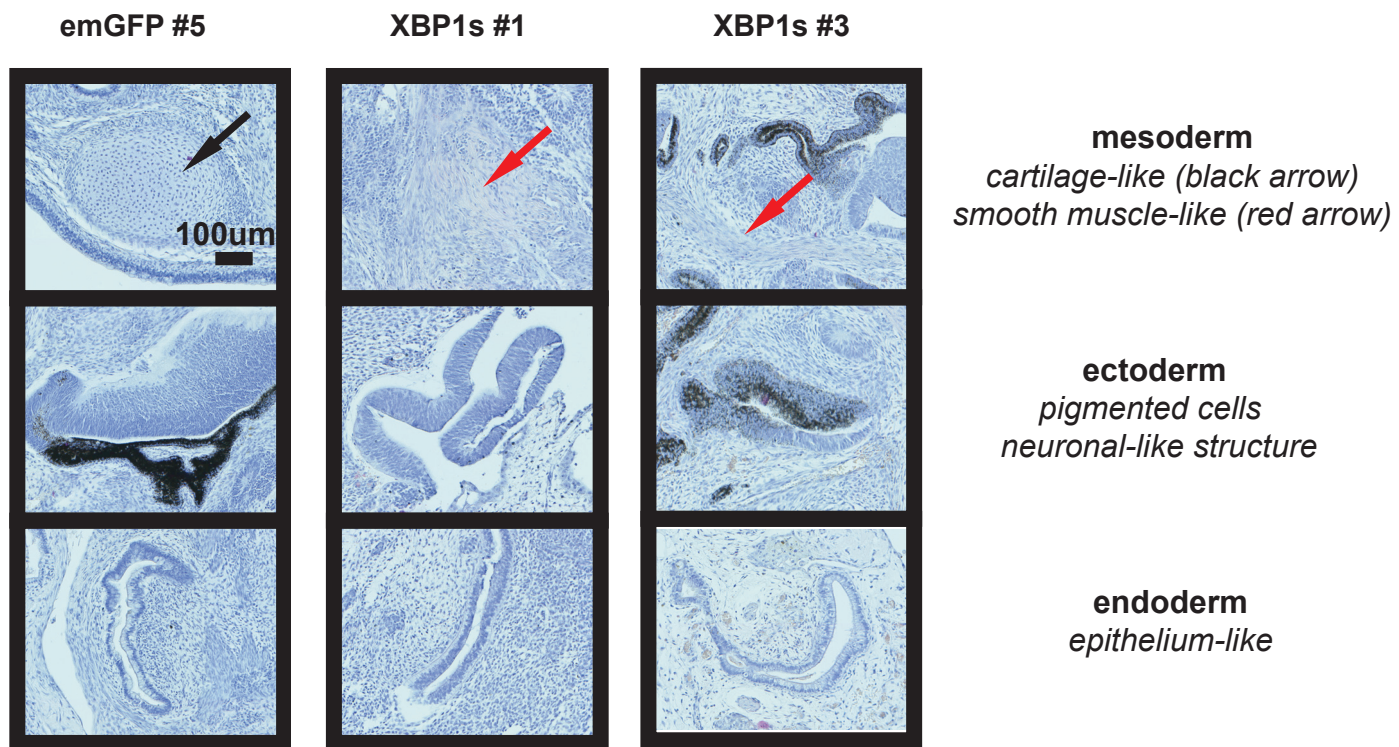 emGFP #5
XBP1s #1
XBP1s #3
100um
mesoderm
cartilage-like (black arrow)
smooth muscle-like (red arrow)
ectoderm
pigmented cells
neuronal-like structure
endoderm
epithelium-like